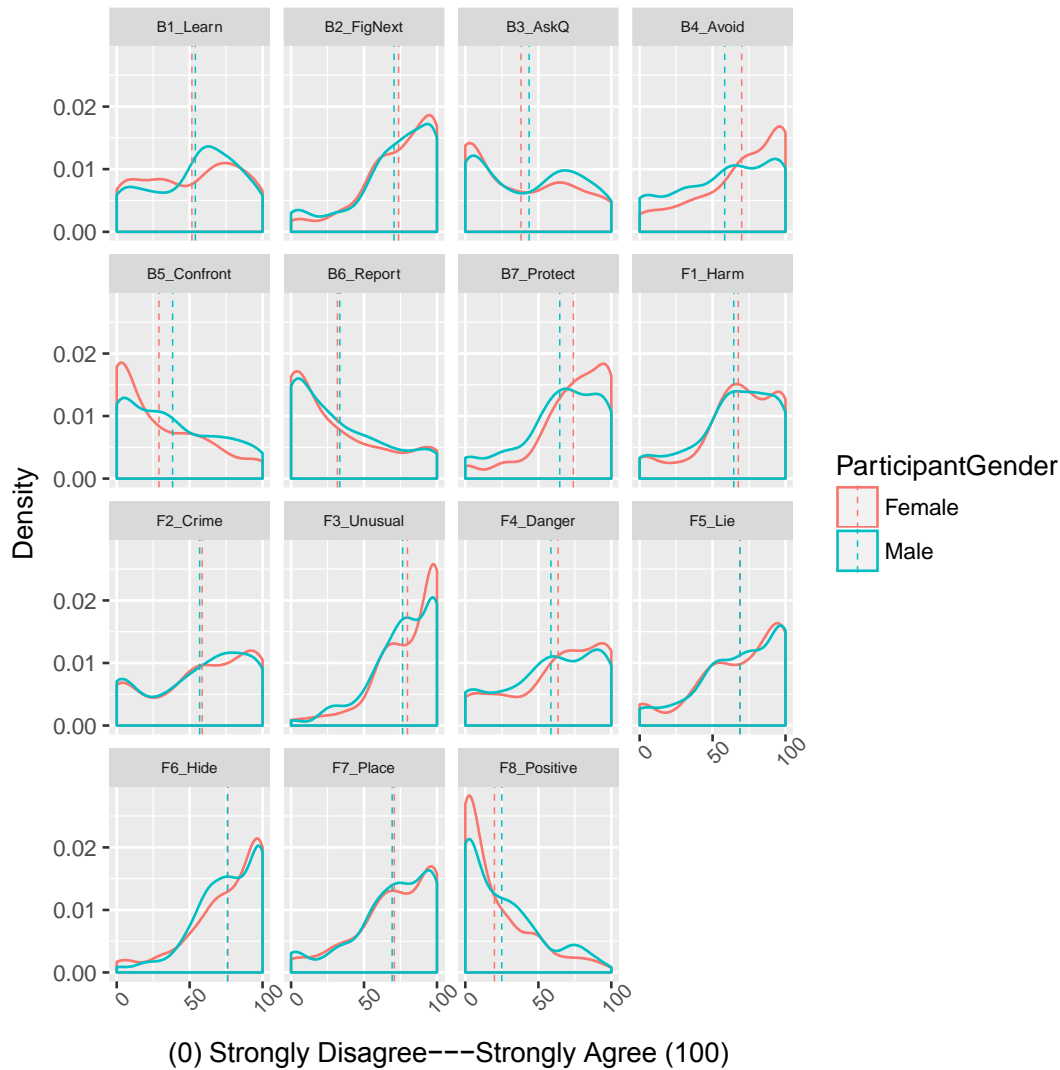 B1_Learn B2_FigNext B3_AskQ B4_Avoid
0.02
0.01
0.00
B5_Confront B6_Report B7_Protect F1_Harm
0.02
0.01
0.00
F2_Crime F3_Unusual F4_Danger F5_Lie
0.02
0.01
0.00
0 50 100
F6_Hide F7_Place F8_Positive
0.02
0.01
0.00
0 50 100 0 50 100 0 50 100
(0) Strongly Disagree−−−Strongly Agree (100)
Density
ParticipantGender
Female
Male